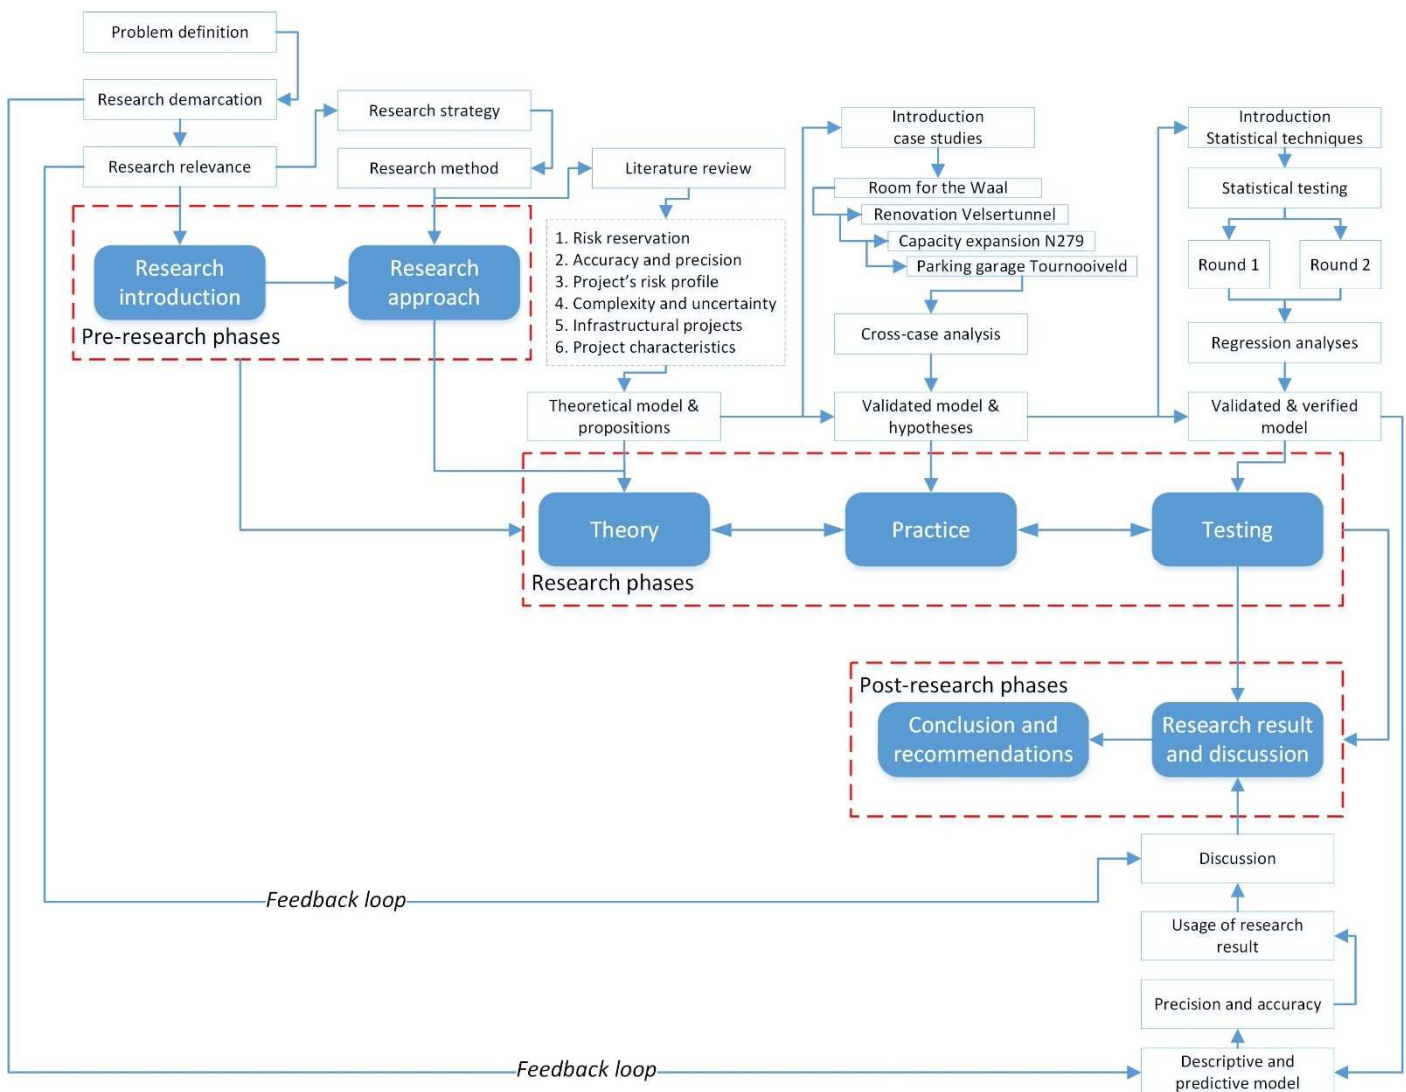 Problem definition
Research demarcation
Research relevance
Research strategy
Research method
Literature review
1. Risk reservation
2. Accuracy and precision
3. Project's risk profile
4. Complexity and uncertainty
5. Infrastructural projects
6. Project characteristics
Theoretical model &
propositions
Introduction
case studies
Room for the Waal
Renovation Velsertunnel
Capacity expansion N279
Parking garage Tournooiveld
Cross-case analysis
Validated model &
hypotheses
Introduction
Statistical techniques
Statistical testing
Round 1
Round 2
Regression analyses
Validated & verified
model
Research
introduction
Research
approach
Pre-research phases
Theory
Practice
Testing
Research phases
Post-research phases
Conclusion and
recommendations
Research result
and discussion
Discussion
Feedback loop
Usage of research
result
Precision and accuracy
Feedback loop
Descriptive and
predictive model